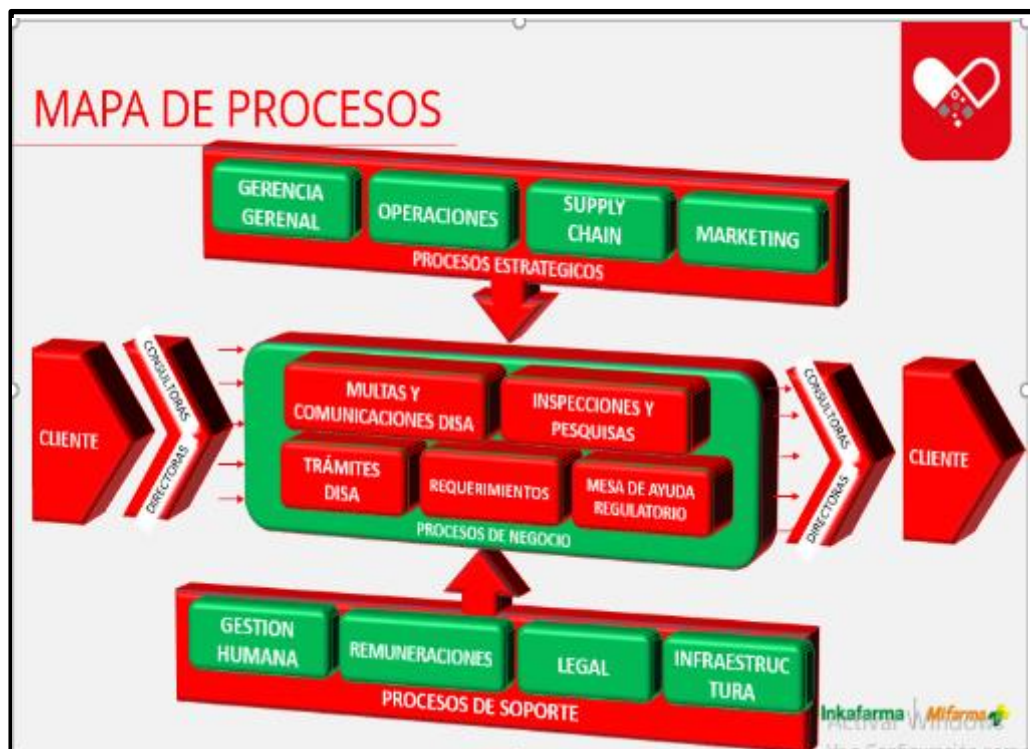 MAPA DE PROCESOS
GERENCIA
GERENAL
OPERACIONES
SUPPLY
CHAIN
MARKETING
PROCESOS ESTRATEGICOS
CLIENTE
CONSULTORAS
DIRECTORAS
MULTAS Y
COMUNICACIONES DISA
INSPECCIONES Y
PESQUISAS
TRÁMITES
DISA
REQUERIMIENTOS
MESA DE AYUDA
REGULATORIO
PROCESOS DE NEGOCIO
CONSULTORAS
DIRECTORAS
CLIENTE
GESTION
HUMANA
REMUNERACIONES
LEGAL
INFRAESTRUC
TURA
PROCESOS DE SOPORTE
Inkafarma Mifarma
Activar Windows